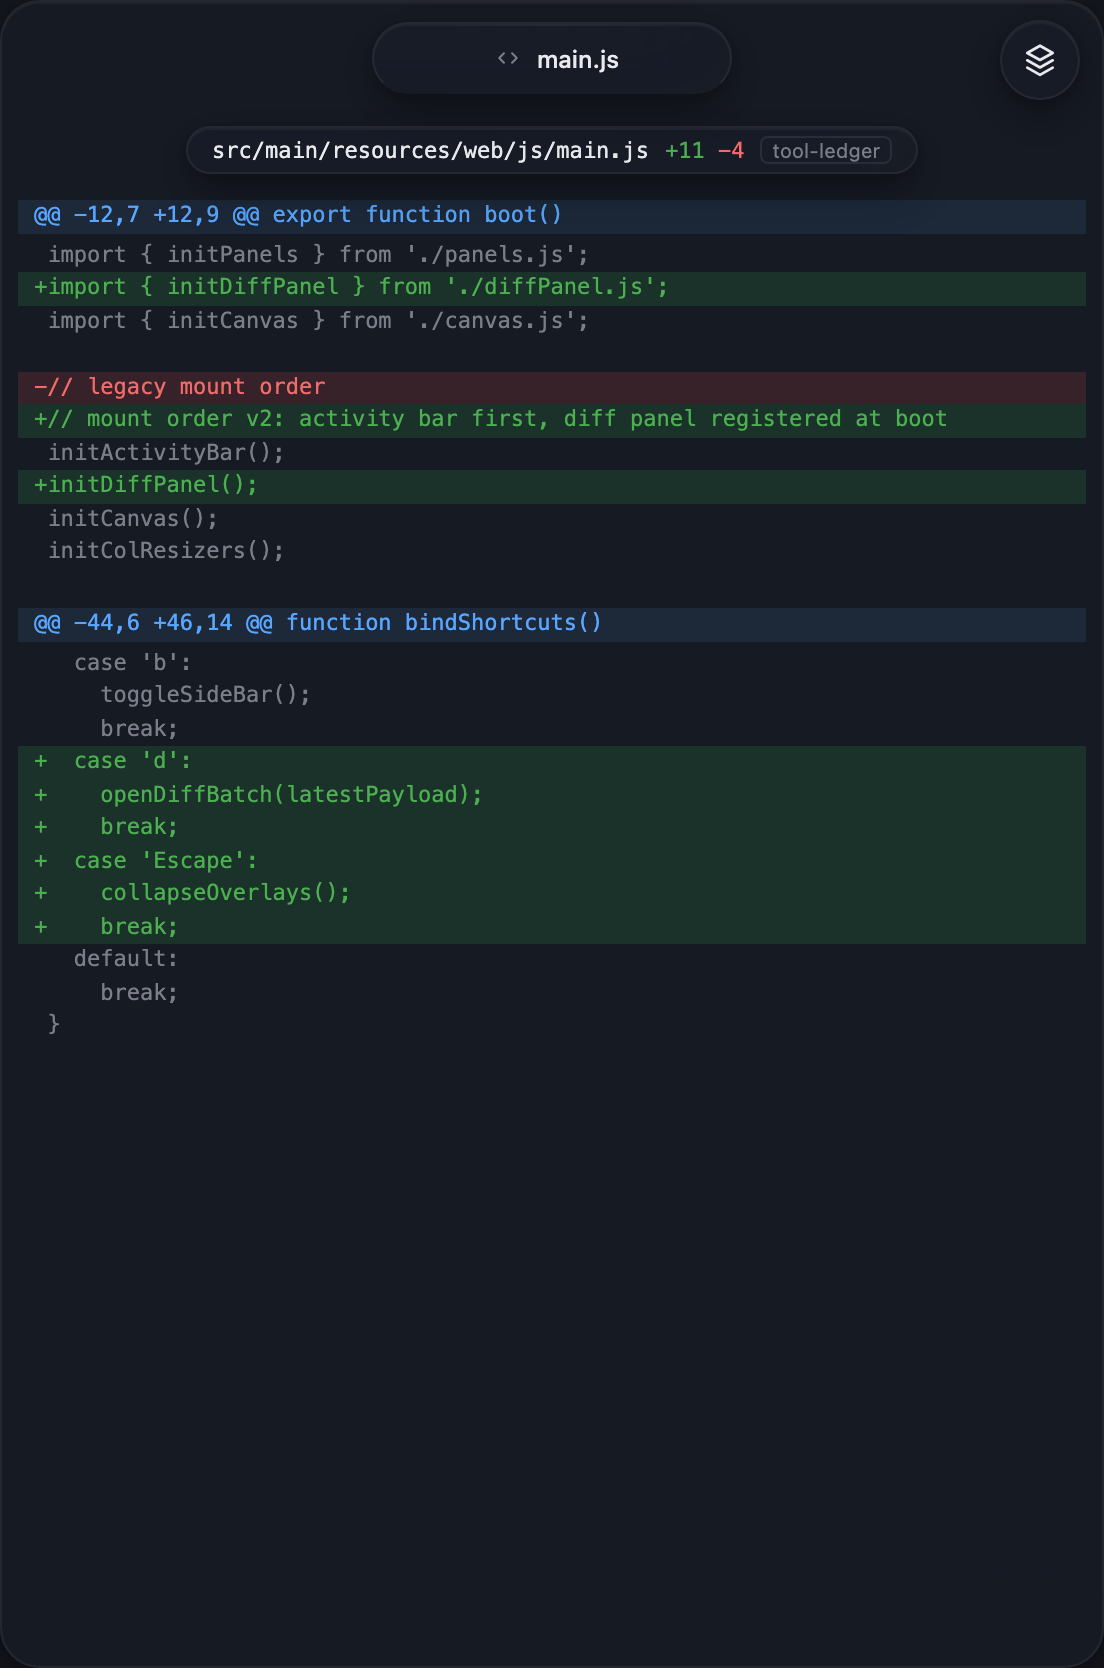 <> main.js
src/main/resources/web/js/main.js +11 −4 tool-ledger
@@ −12,7 +12,9 @@ export function boot()
 import { initPanels } from './panels.js';
+import { initDiffPanel } from './diffPanel.js';
 import { initCanvas } from './canvas.js';
−// legacy mount order
+// mount order v2: activity bar first, diff panel registered at boot
 initActivityBar();
+initDiffPanel();
 initCanvas();
 initColResizers();
@@ −44,6 +46,14 @@ function bindShortcuts()
   case 'b':
     toggleSideBar();
     break;
+  case 'd':
+    openDiffBatch(latestPayload);
+    break;
+  case 'Escape':
+    collapseOverlays();
+    break;
   default:
     break;
 }